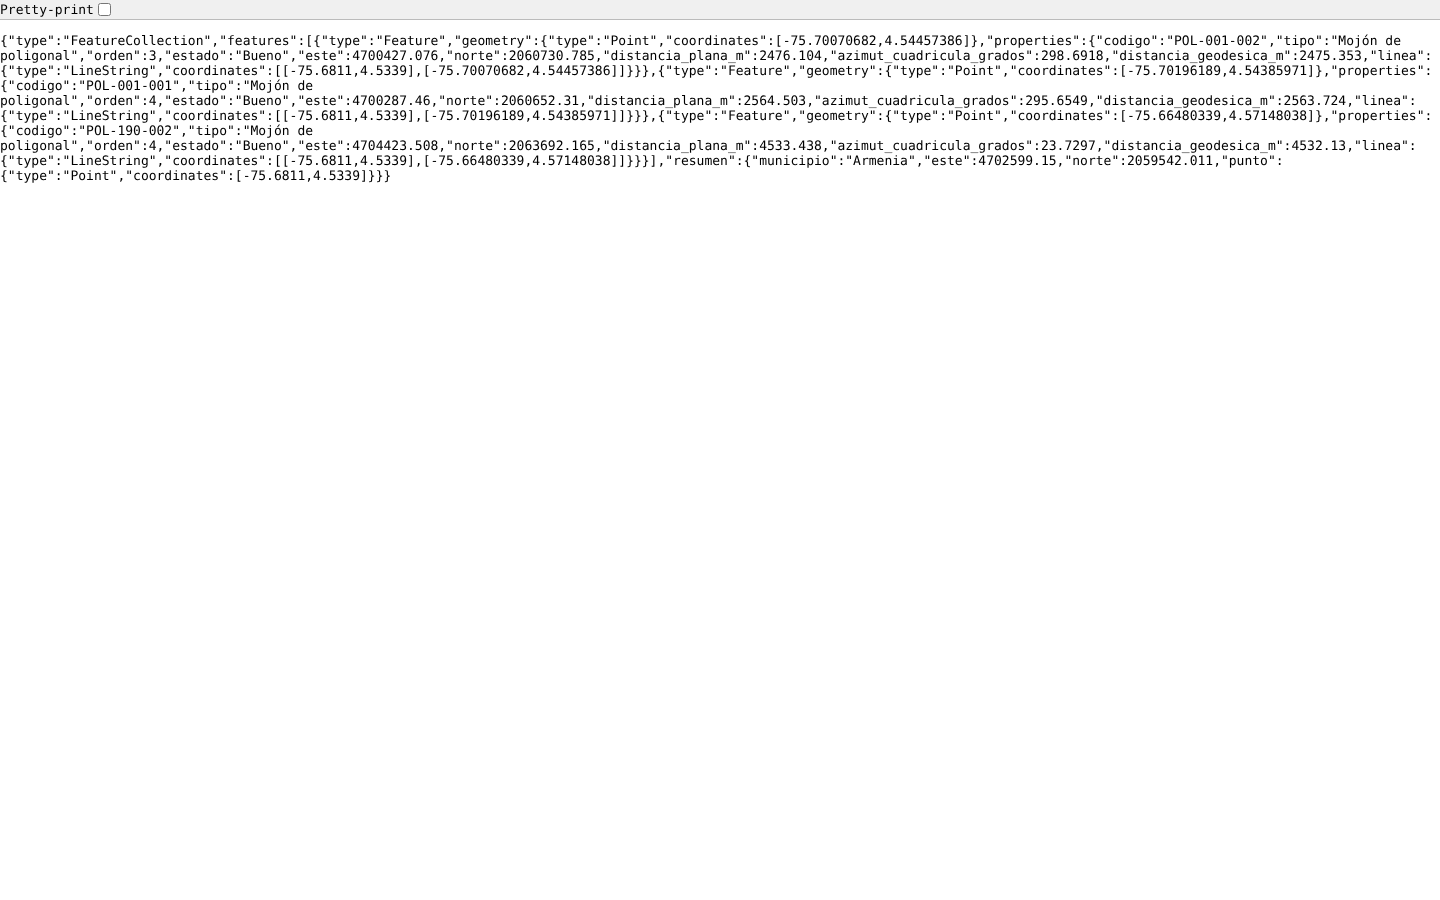 Pretty-print
{"type":"FeatureCollection","features":[{"type":"Feature","geometry":{"type":"Point","coordinates":[-75.70070682,4.54457386]},"properties":{"codigo":"POL-001-002","tipo":"Mojón de
poligonal","orden":3,"estado":"Bueno","este":4700427.076,"norte":2060730.785,"distancia_plana_m":2476.104,"azimut_cuadricula_grados":298.6918,"distancia_geodesica_m":2475.353,"linea":
{"type":"LineString","coordinates":[[-75.6811,4.5339],[-75.70070682,4.54457386]]}}},{"type":"Feature","geometry":{"type":"Point","coordinates":[-75.70196189,4.54385971]},"properties":
{"codigo":"POL-001-001","tipo":"Mojón de
poligonal","orden":4,"estado":"Bueno","este":4700287.46,"norte":2060652.31,"distancia_plana_m":2564.503,"azimut_cuadricula_grados":295.6549,"distancia_geodesica_m":2563.724,"linea":
{"type":"LineString","coordinates":[[-75.6811,4.5339],[-75.70196189,4.54385971]]}}},{"type":"Feature","geometry":{"type":"Point","coordinates":[-75.66480339,4.57148038]},"properties":
{"codigo":"POL-190-002","tipo":"Mojón de
poligonal","orden":4,"estado":"Bueno","este":4704423.508,"norte":2063692.165,"distancia_plana_m":4533.438,"azimut_cuadricula_grados":23.7297,"distancia_geodesica_m":4532.13,"linea":
{"type":"LineString","coordinates":[[-75.6811,4.5339],[-75.66480339,4.57148038]]}}}],"resumen":{"municipio":"Armenia","este":4702599.15,"norte":2059542.011,"punto":
{"type":"Point","coordinates":[-75.6811,4.5339]}}}